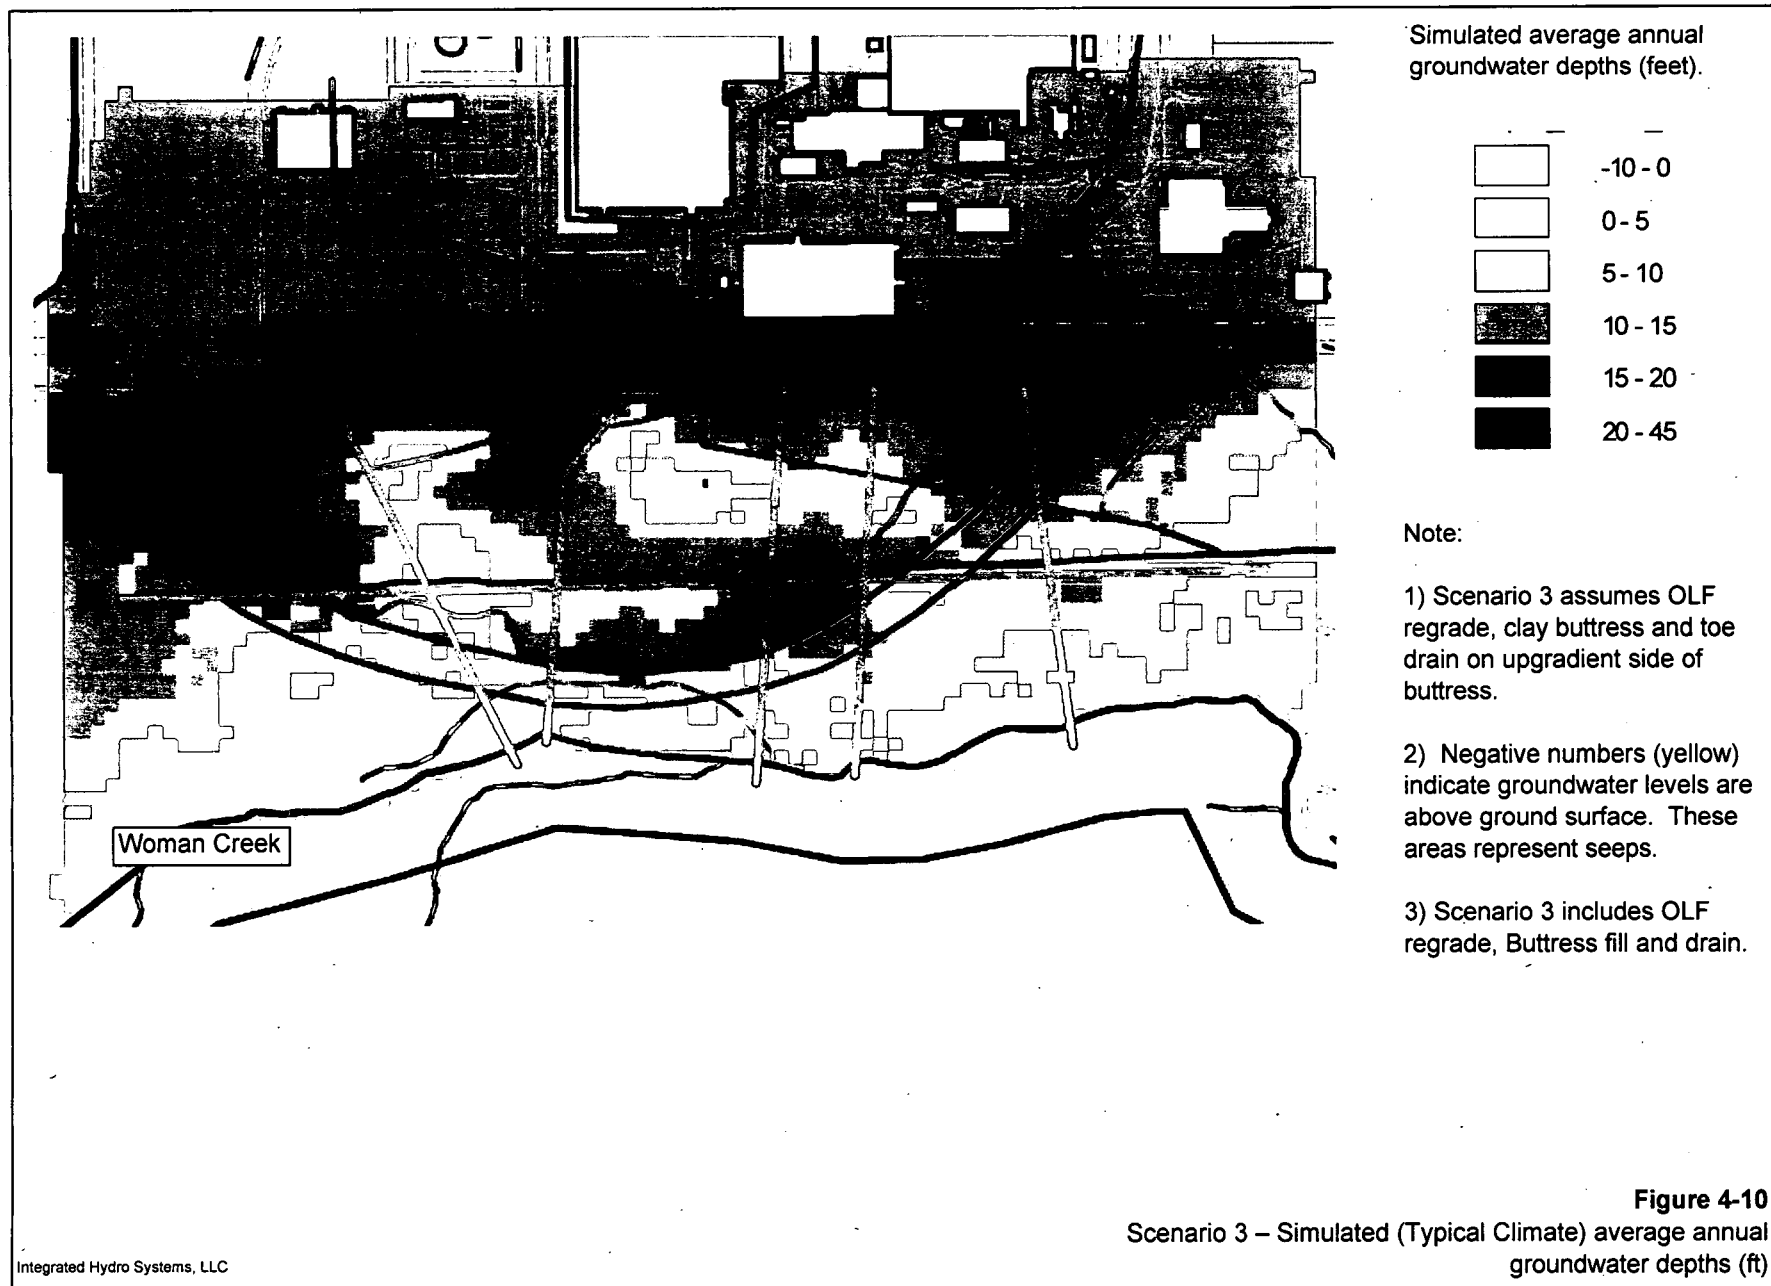 Simulated average annual
groundwater depths (feet).
-10 - 0
0 - 5
5 - 10
10 - 15
15 - 20
20 - 45
Note:
1) Scenario 3 assumes OLF
regrade, clay buttress and toe
drain on upgradient side of
buttress.
2) Negative numbers (yellow)
indicate groundwater levels are
above ground surface. These
areas represent seeps.
3) Scenario 3 includes OLF
regrade, Buttress fill and drain.
Woman Creek
Figure 4-10
Scenario 3 – Simulated (Typical Climate) average annual
groundwater depths (ft)
Integrated Hydro Systems, LLC